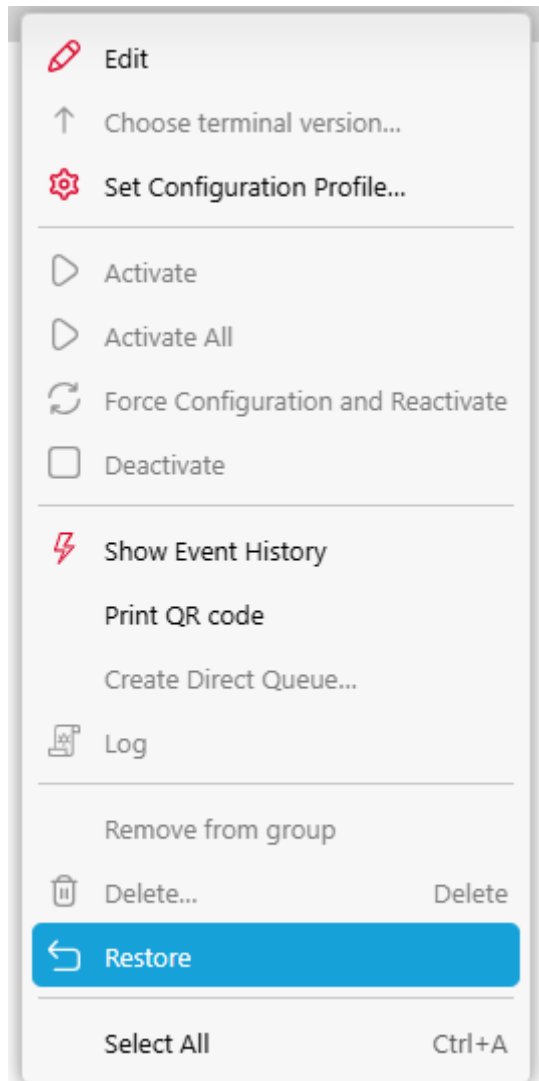 Edit
Choose terminal version...
Set Configuration Profile...
Activate
Activate All
Force Configuration and Reactivate
Deactivate
Show Event History
Print QR code
Create Direct Queue...
Log
Remove from group
Delete... Delete
Restore
Select All Ctrl+A